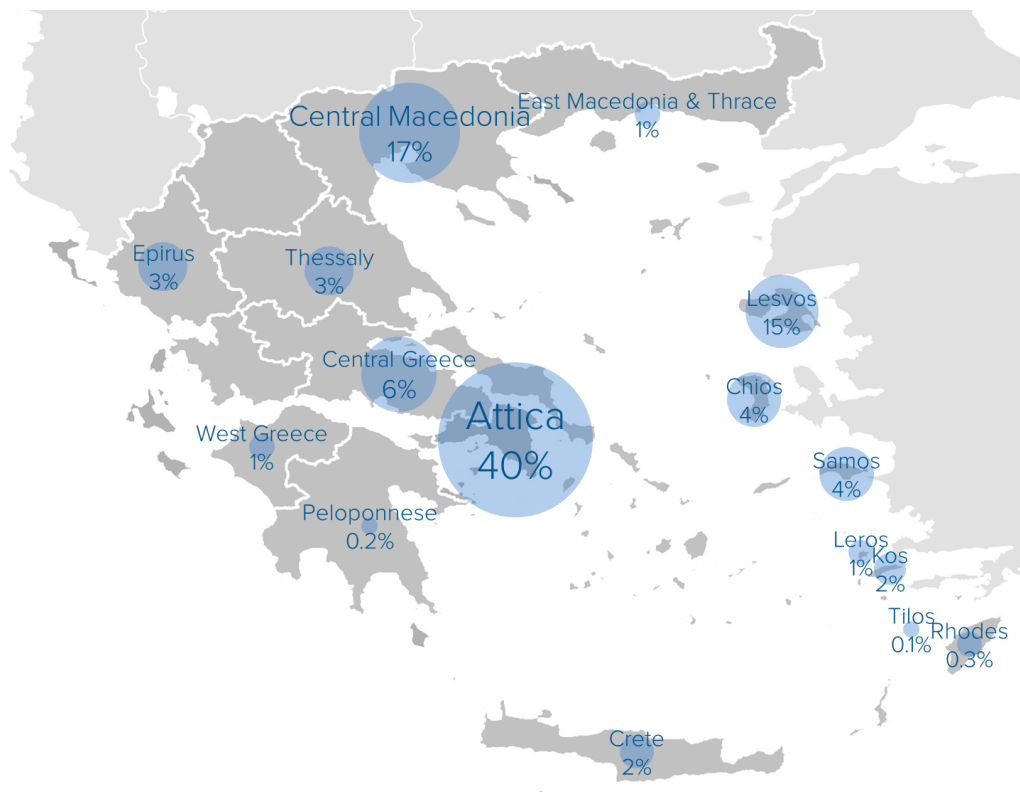 East Macedonia & Thrace
1%
Central Macedonia
17%
Epirus
3%
Thessaly
3%
Lesvos
15%
Central Greece
6%
Chios
4%
Attica
40%
West Greece
1%
Samos
4%
Peloponnese
0.2%
Leros
1%
Kos
2%
Tilos
0.1%
Rhodes
0.3%
Crete
2%